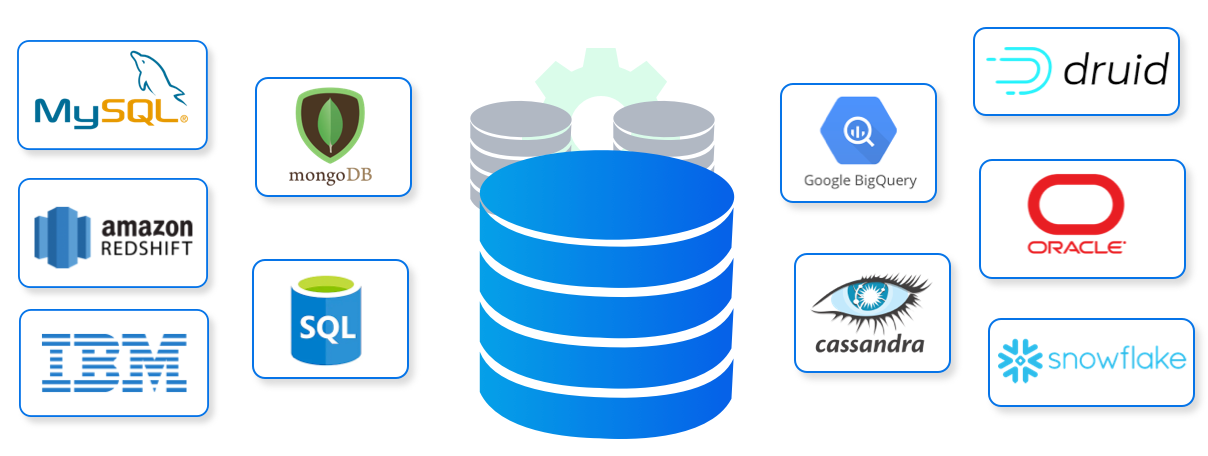 MySQL®
mongoDB
amazon
REDSHIFT
SQL
IBM
Google BigQuery
cassandra
druid
ORACLE®
snowflake